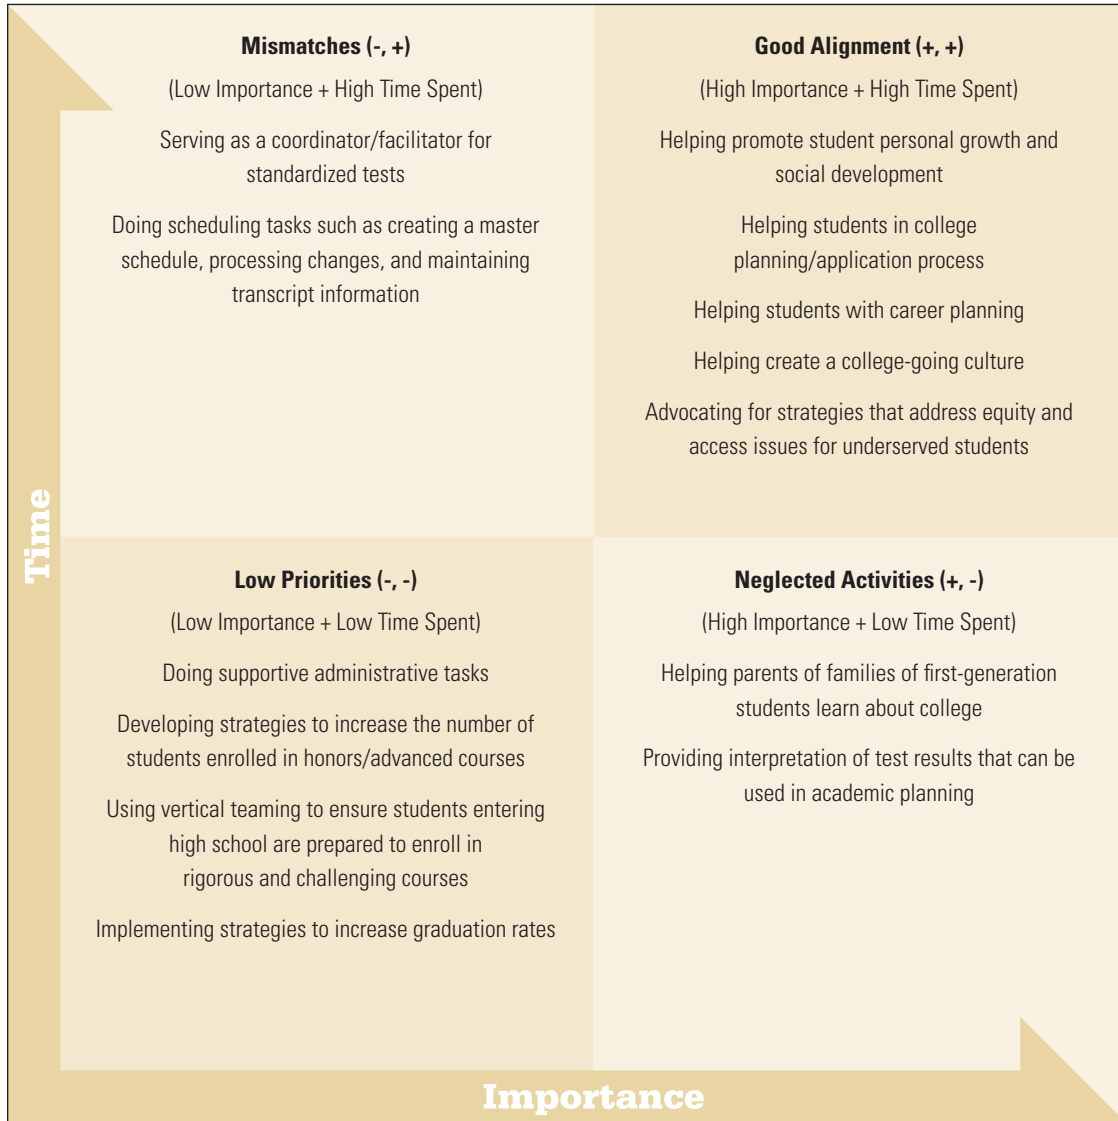 Mismatches (-, +)
(Low Importance + High Time Spent)
Serving as a coordinator/facilitator for
standardized tests
Doing scheduling tasks such as creating a master
schedule, processing changes, and maintaining
transcript information
Good Alignment (+, +)
(High Importance + High Time Spent)
Helping promote student personal growth and
social development
Helping students in college
planning/application process
Helping students with career planning
Helping create a college-going culture
Advocating for strategies that address equity and
access issues for underserved students
Time
Low Priorities (-, -)
(Low Importance + Low Time Spent)
Doing supportive administrative tasks
Developing strategies to increase the number of
students enrolled in honors/advanced courses
Using vertical teaming to ensure students entering
high school are prepared to enroll in
rigorous and challenging courses
Implementing strategies to increase graduation rates
Neglected Activities (+, -)
(High Importance + Low Time Spent)
Helping parents of families of first-generation
students learn about college
Providing interpretation of test results that can be
used in academic planning
Importance